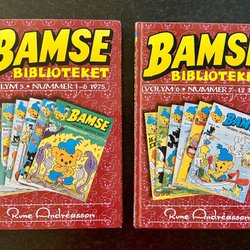 BAMSE
BIBLIOTEKET
VOLYM 5 • NUMMER 1–6 1975
BAMSE
Rune Andréasson
BAMSE
BIBLIOTEKET
VOLYM 6 • NUMMER 7–12 1
Rune Andréasson